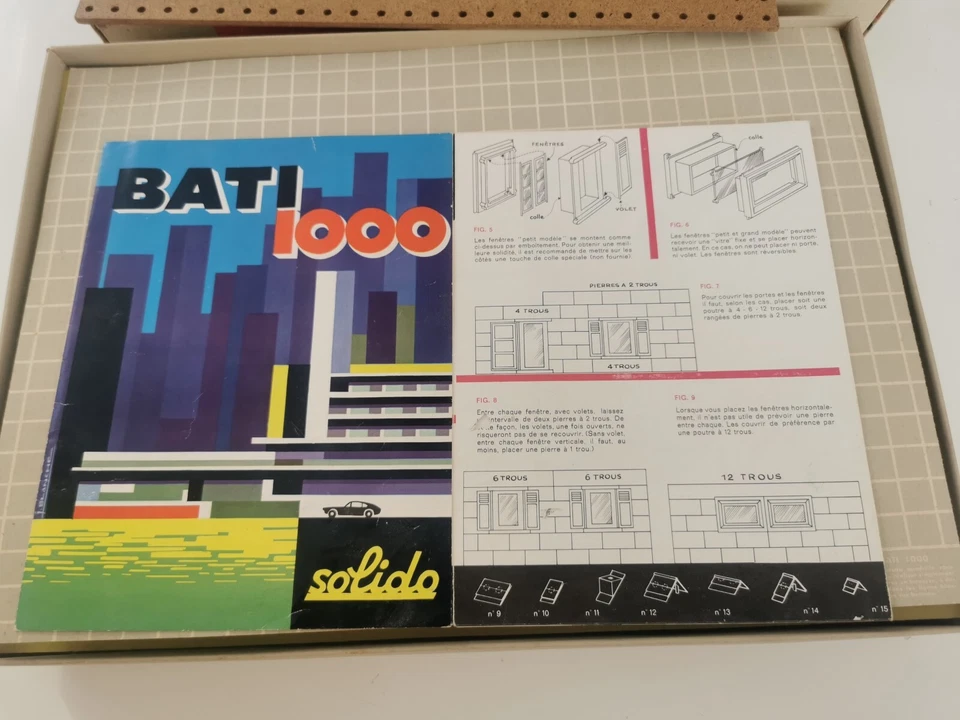 BATI
1000
J. BLANCHE
solido
FENÊTRES
colle
VOLET
colle
FIG. 5
Les fenêtres "petit modèle" se montent comme
ci-dessus par emboîtement. Pour obtenir une meil-
leure solidité, il est recommandé de mettre sur les
côtés une touche de colle spéciale (non fournie).
FIG. 6
Les fenêtres "petit et grand modèle" peuvent
recevoir une "vitre" fixe et se placer horizon-
talement. En ce cas, on ne peut placer ni porte,
ni volet. Les fenêtres sont réversibles.
PIERRES A 2 TROUS
4 TROUS
4 TROUS
FIG. 7
Pour couvrir les portes et les fenêtres
il faut, selon les cas, placer soit une
poutre à 4 - 6 - 12 trous, soit deux
rangées de pierres à 2 trous.
FIG. 8
Entre chaque fenêtre, avec volets, laissez
intervalle de deux pierres à 2 trous. De
façon, les volets, une fois ouverts, ne
risqueront pas de se recouvrir. (Sans volet,
entre chaque fenêtre verticale, il faut, au
moins, placer une pierre à 1 trou.)
FIG. 9
Lorsque vous placez les fenêtres horizontale-
ment, il n'est pas utile de prévoir une pierre
entre chaque. Les couvrir de préférence par
une poutre à 12 trous.
6 TROUS
6 TROUS
12 TROUS
n° 9
n° 10
n° 11
n° 12
n° 13
n° 14
n° 15
1000